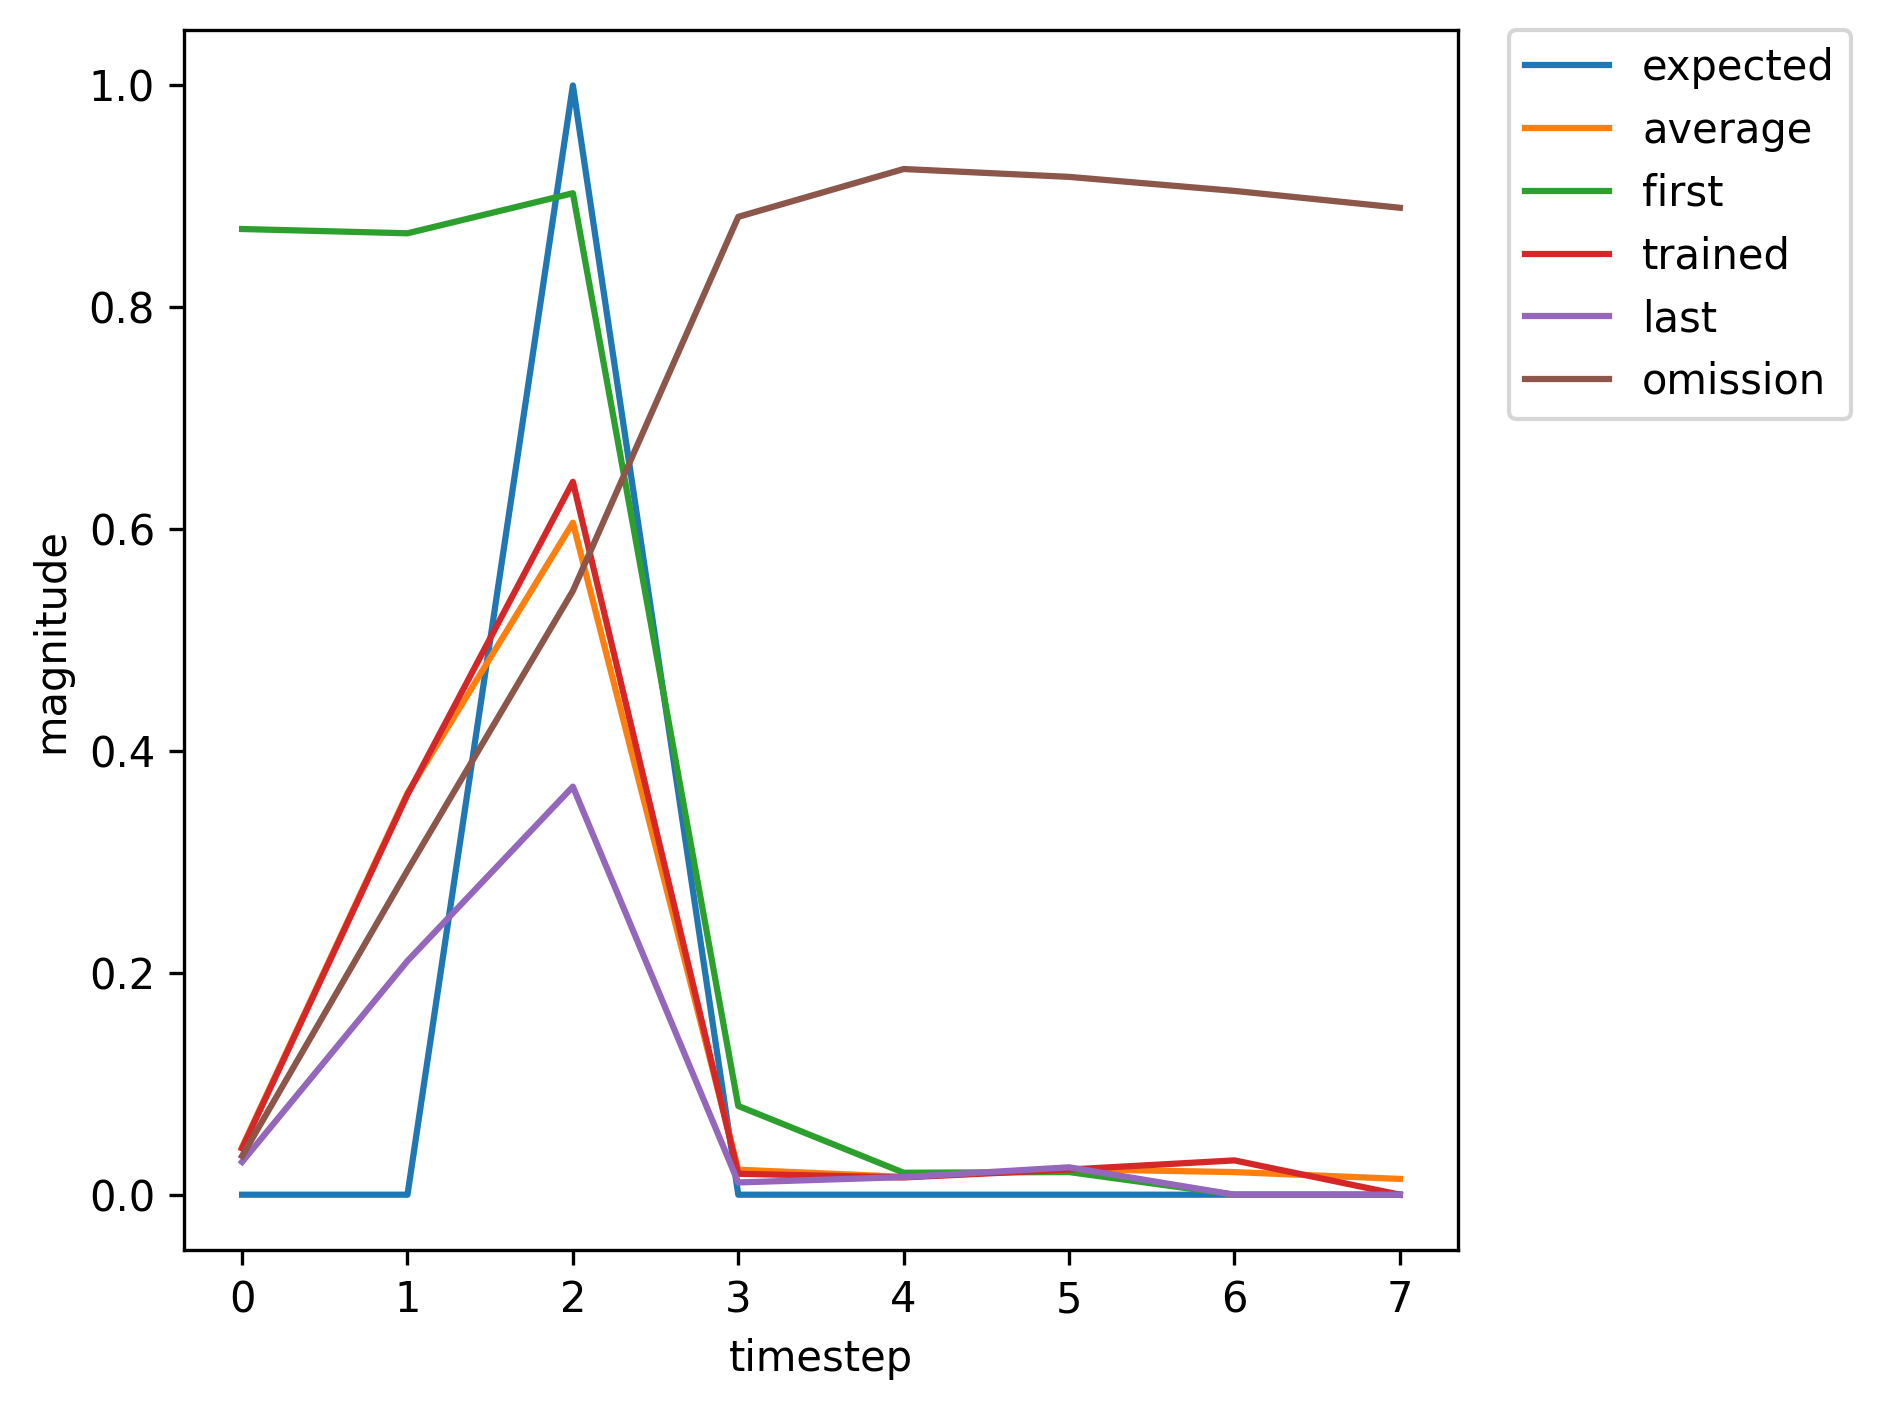 1.0
0.8
0.6
0.4
0.2
0.0
magnitude
0 1 2 3 4 5 6 7
timestep
expected
average
first
trained
last
omission